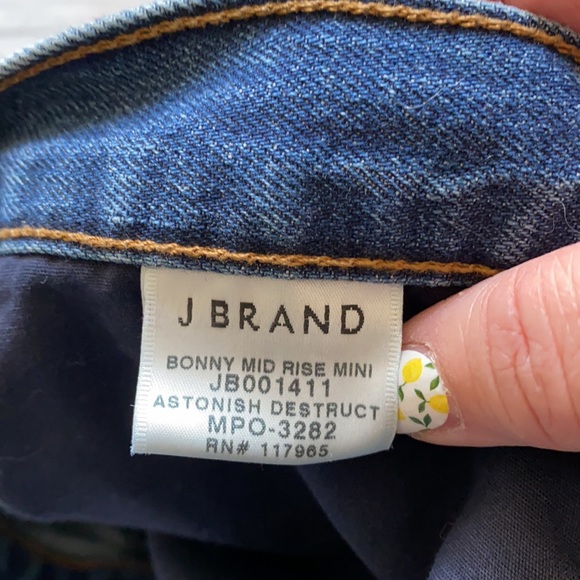 J BRAND
BONNY MID RISE MINI
JB001411
ASTONISH DESTRUCT
MPO-3282
RN# 117965